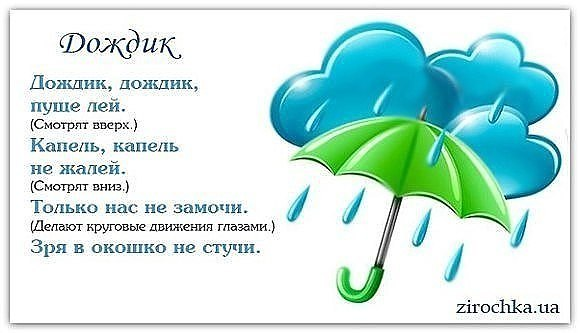 Дождик
Дождик, дождик,
пуще лей.
(Смотрят вверх.)
Капель, капель
не жалей.
(Смотрят вниз.)
Только нас не замочи.
(Делают круговые движения глазами.)
Зря в окошко не стучи.
zirochka.ua